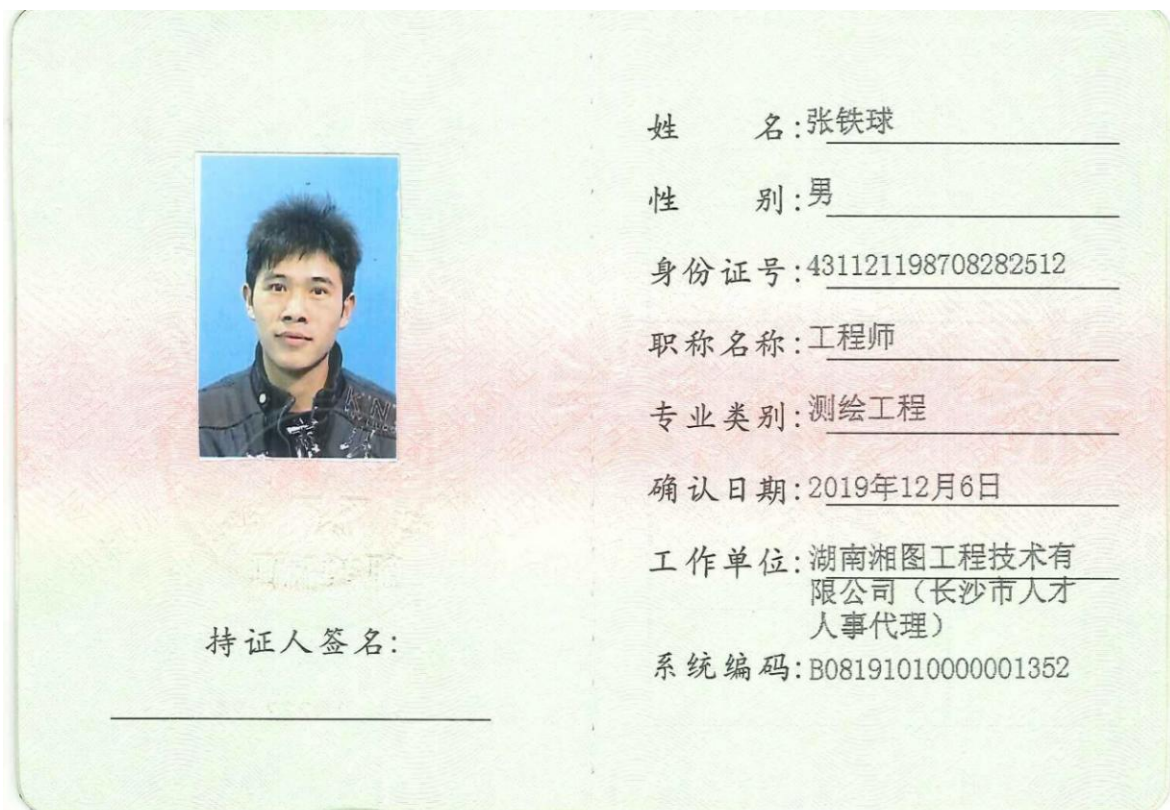 姓名:张铁球
性别:男
身份证号:431121198708282512
职称名称:工程师
专业类别:测绘工程
确认日期:2019年12月6日
工作单位:湖南湘图工程技术有
限公司（长沙市人才
人事代理）
系统编码:B08191010000001352
持证人签名: